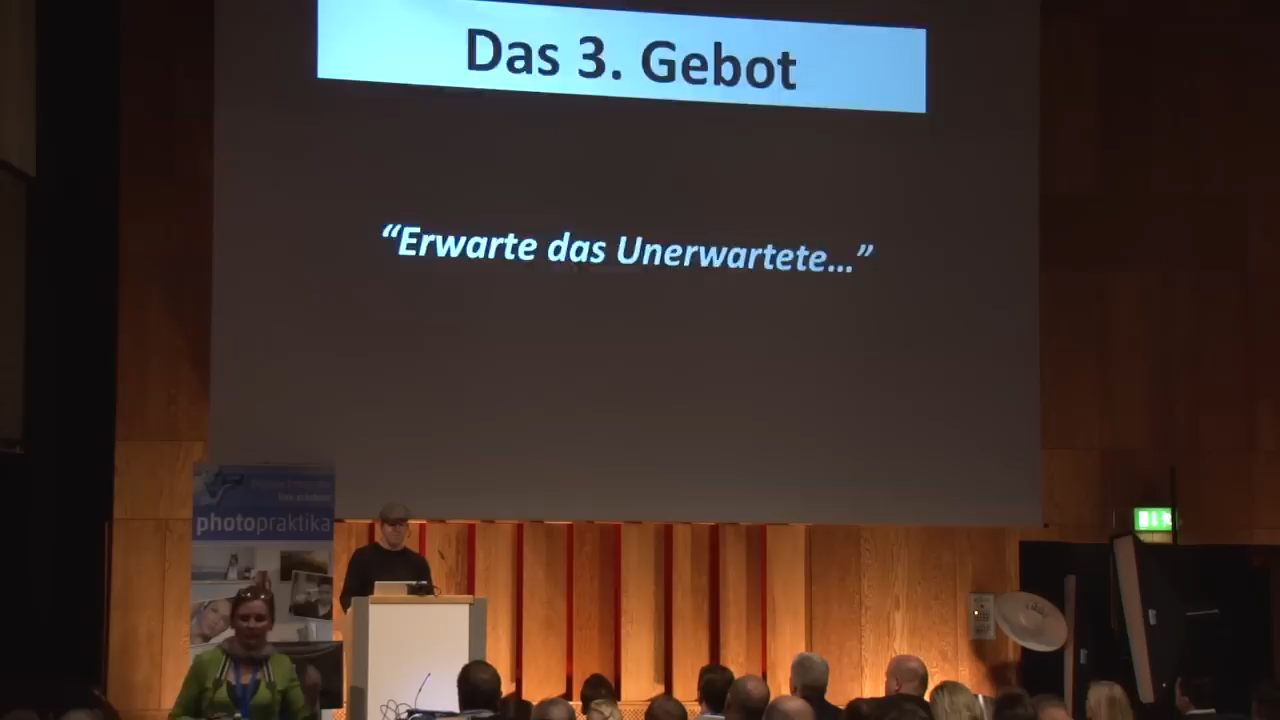 Das 3. Gebot
“Erwarte das Unerwartete...”
photopraktika